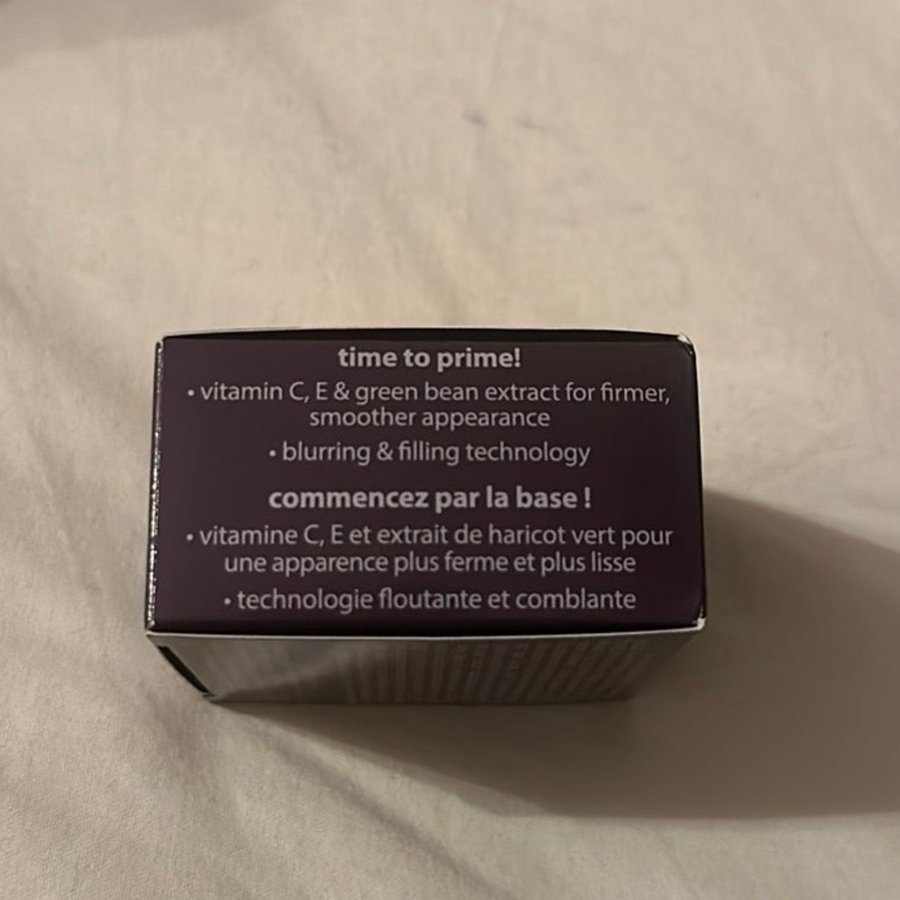 time to prime!
• vitamin C, E & green bean extract for firmer,
smoother appearance
• blurring & filling technology
commencez par la base !
• vitamine C, E et extrait de haricot vert pour
une apparence plus ferme et plus lisse
• technologie floutante et comblante